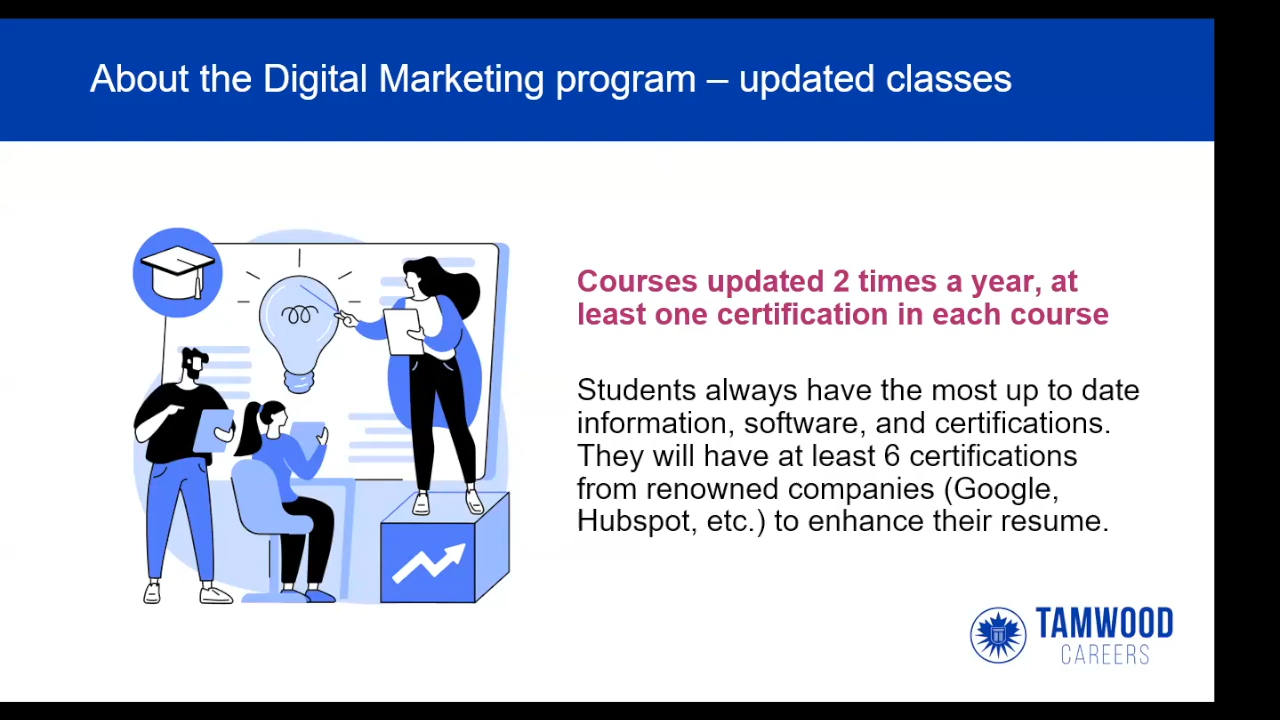 About the Digital Marketing program – updated classes
Courses updated 2 times a year, at
least one certification in each course
Students always have the most up to date
information, software, and certifications.
They will have at least 6 certifications
from renowned companies (Google,
Hubspot, etc.) to enhance their resume.
TAMWOOD
CAREERS